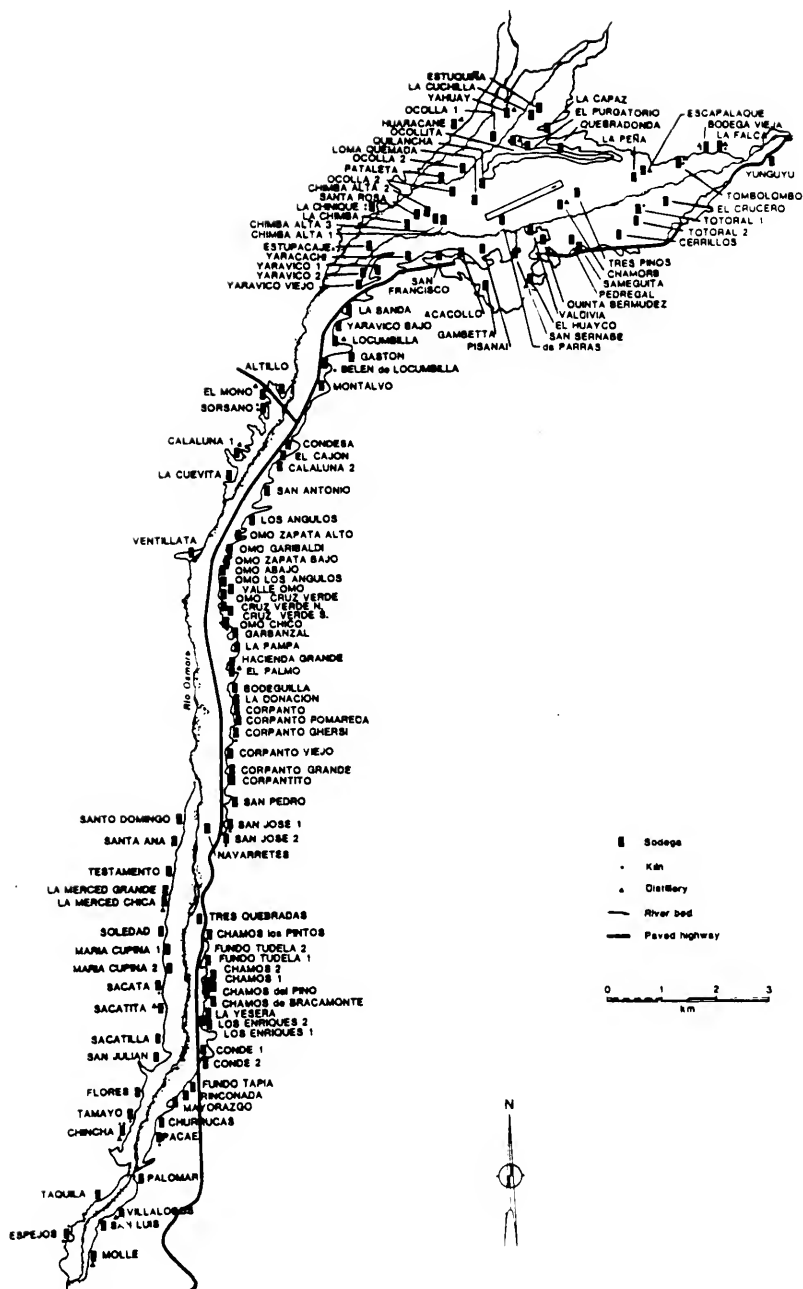 ESTUQUIÑA
LA CUCHILLA
YAHUAY
OCOLLA 1
HUARACANE
OCOLLITA
QUILANCHA
LOMA QUEMADA
OCOLLA 2
PATALETA
OCOLLA 2
CHIMBA ALTA 2
SANTA ROSA
LA CHINIQUE
LA CHIMBA
CHIMBA ALTA 3
CHIMBA ALTA 1
ESTUPACAJE
YARACACHI
YARAVICO 1
YARAVICO 2
YARAVICO VIEJO
LA CAPAZ
EL PURGATORIO
QUEBRADONDA
LA PEÑA
ESCAPALAQUE
BODEGA VIEJA
LA FALCA
YUNGUYU
TOMBOLOMBO
EL CRUCERO
TOTORAL 1
TOTORAL 2
CERRILLOS
TRES PINOS
CHAMORB
SAMEGUITA
PEDREGAL
QUINTA BERMUDEZ
VALDIVIA
EL HUAYCO
SAN BERNABE
de PARRAS
PISANAI
GAMBETTA
ACACOLLO
SAN
FRANCISCO
LA BANDA
YARAVICO BAJO
LOCUMBILLA
GASTON
BELEN de LOCUMBILLA
MONTALVO
ALTILLO
EL MONO
SORSANO
CALALUNA 1
LA CUEVITA
CONDESA
EL CAJON
CALALUNA 2
SAN ANTONIO
LOS ANGULOS
VENTILLATA
OMO ZAPATA ALTO
OMO GARIBALDI
OMO ZAPATA BAJO
OMO ABAJO
OMO LOS ANGULOS
VALLE OMO
OMO CRUZ VERDE
CRUZ VERDE N.
CRUZ VERDE S.
OMO CHICO
GARBANZAL
LA PAMPA
HACIENDA GRANDE
EL PALMO
Rio Osmore
BODEGUILLA
LA DONACION
CORPANTO
CORPANTO POMAREDA
CORPANTO GHERSI
CORPANTO VIEJO
CORPANTO GRANDE
CORPANTITO
SAN PEDRO
SANTO DOMINGO
SAN JOSE 1
SANTA ANA
SAN JOSE 2
NAVARRETES
TESTAMENTO
LA MERCED GRANDE
LA MERCED CHICA
TRES QUEBRADAS
SOLEDAD
CHAMOS los PINTOS
MARIA CUPINA 1
FUNDO TUDELA 2
FUNDO TUDELA 1
MARIA CUPINA 2
CHAMOS 2
CHAMOS 1
SACATA
CHAMOS del PINO
CHAMOS de BRACAMONTE
SACATITA
LA YESERA
LOS ENRIQUES 2
LOS ENRIQUES 1
SACATILLA
SAN JULIAN
CONDE 1
CONDE 2
FLORES
FUNDO TAPIA
RINCONADA
MAYORAZGO
TAMAYO
CHURRUCAS
CHINCHA
PACAE
PALOMAR
TAQUILA
VILLALOBOS
SAN LUIS
ESPEJOS
MOLLE
Bodega
Kiln
Distillery
River bed
Paved highway
0 1 2 3
km
N